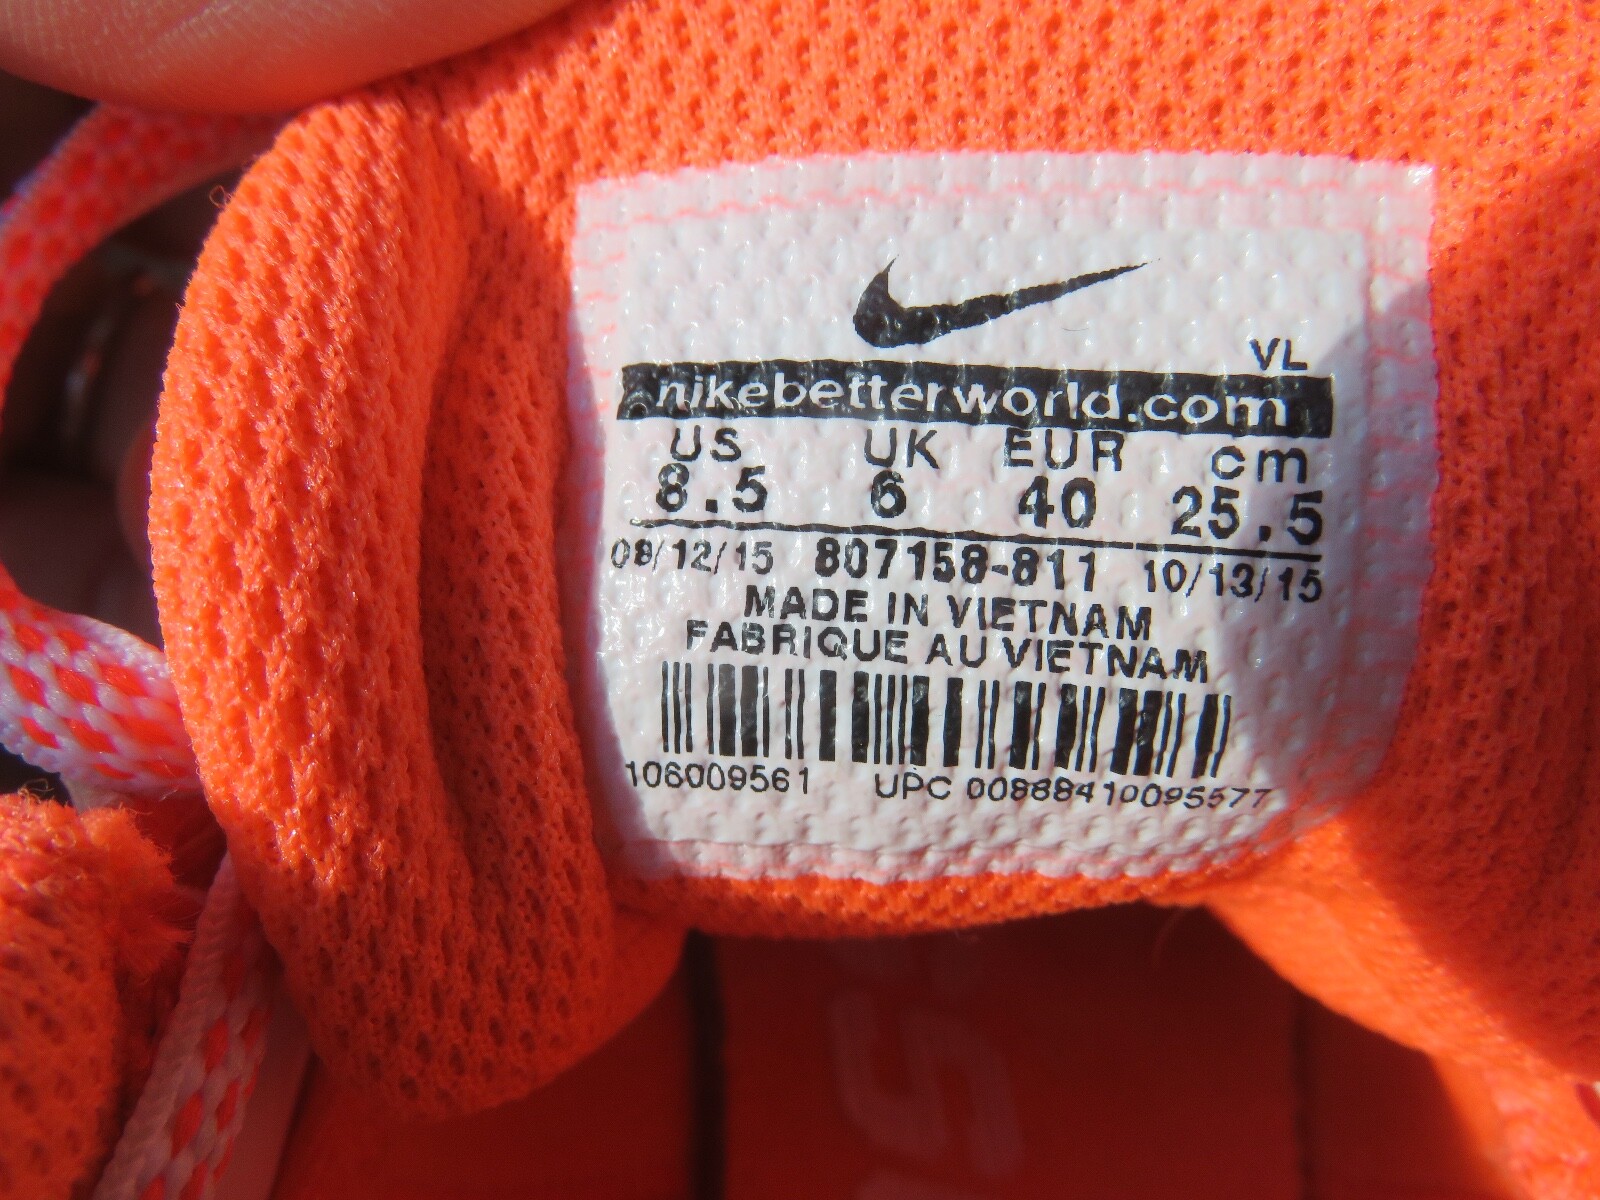 VL
nikebetterworld.com
US UK EUR cm
8.5 6 40 25.5
08/12/15 807158-811 10/13/15
MADE IN VIETNAM
FABRIQUE AU VIETNAM
106009561 UPC 00888410095577